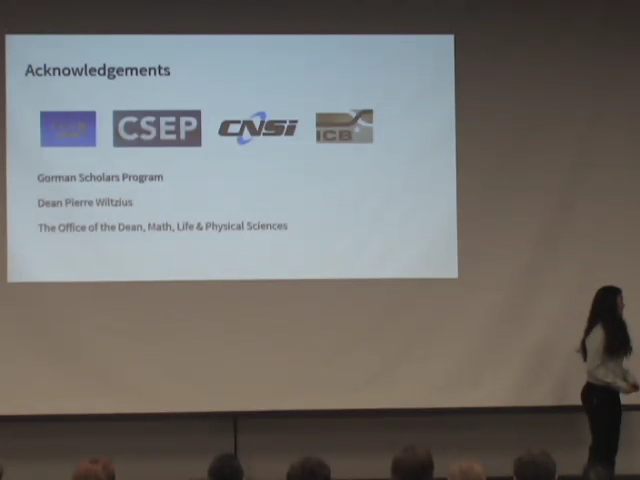 Acknowledgements
CSEP CNSi ICB
Gorman Scholars Program
Dean Pierre Wiltzius
The Office of the Dean, Math, Life & Physical Sciences